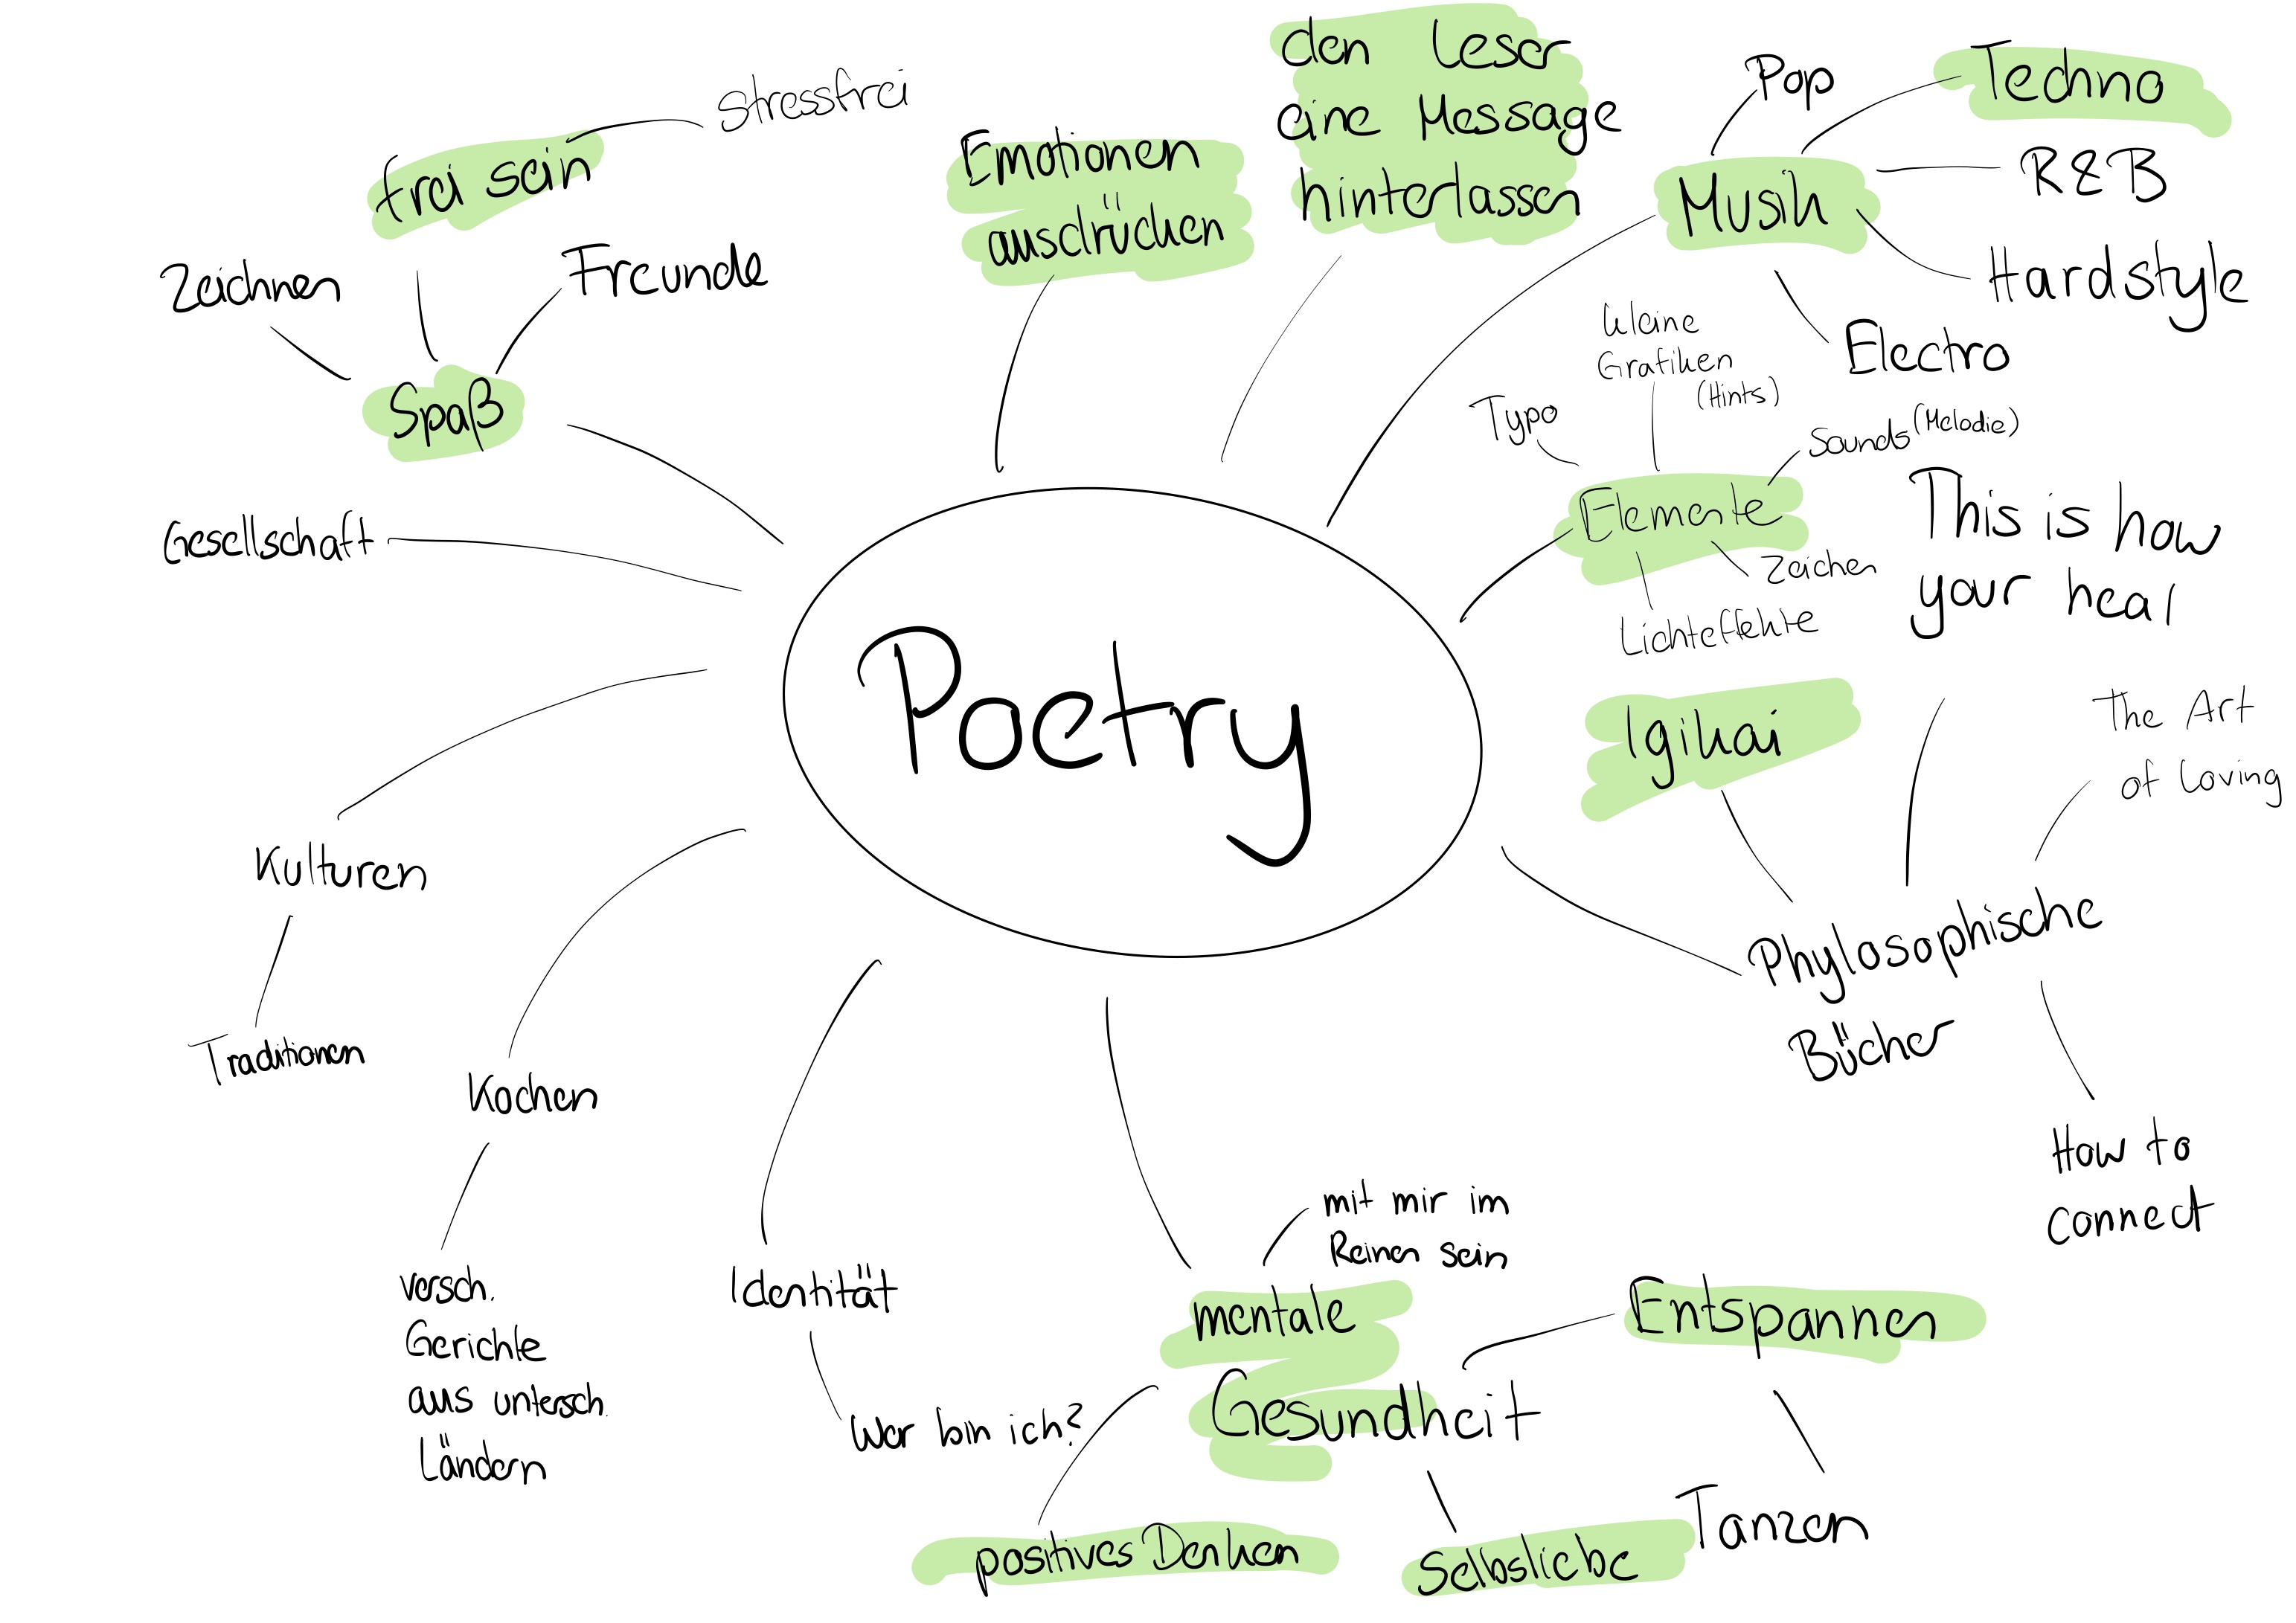 stressfrei
frei sein
Zeichnen
Freunde
Spaß
Gesellschaft
Emotionen
ausdrücken
den Leser
eine Message
hinterlassen
Pop
Techno
R&B
Musik
Hardstyle
Electro
kleine
Grafiken
(Hints)
Typo
Sounds (Melodie)
Elemente
Zeichen
Lichteffekte
This is how
your heal
Poetry
Igikai
The Art
of Loving
Phylosophische
Bücher
How to
connect
Kulturen
Traditionen
Kochen
versch.
Gerichte
aus untersch.
Ländern
Identität
Wer bin ich?
mit mir im
Reinen sein
mentale
Gesundheit
Entspannen
Tanzen
positives Denken
Selbsliebe